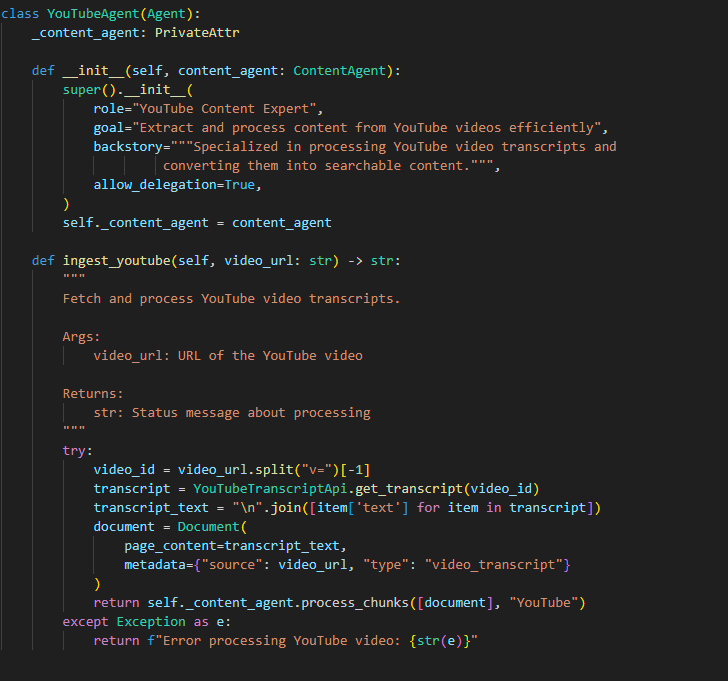 class YouTubeAgent(Agent):
    _content_agent: PrivateAttr

    def __init__(self, content_agent: ContentAgent):
        super().__init__(
            role="YouTube Content Expert",
            goal="Extract and process content from YouTube videos efficiently",
            backstory="""Specialized in processing YouTube video transcripts and
                     converting them into searchable content.""",
            allow_delegation=True,
        )
        self._content_agent = content_agent

    def ingest_youtube(self, video_url: str) -> str:
        """
        Fetch and process YouTube video transcripts.

        Args:
            video_url: URL of the YouTube video

        Returns:
            str: Status message about processing
        """
        try:
            video_id = video_url.split("v=")[-1]
            transcript = YouTubeTranscriptApi.get_transcript(video_id)
            transcript_text = "\n".join([item['text'] for item in transcript])
            document = Document(
                page_content=transcript_text,
                metadata={"source": video_url, "type": "video_transcript"}
            )
            return self._content_agent.process_chunks([document], "YouTube")
        except Exception as e:
            return f"Error processing YouTube video: {str(e)}"